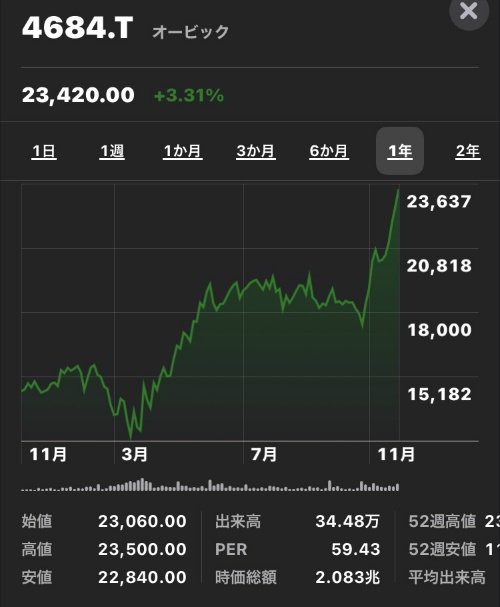 4684.T オービック
23,420.00 +3.31%
1日 1週 1か月 3か月 6か月 1年 2年
23,637
20,818
18,000
15,182
11月 3月 7月 11月
始値 23,060.00 出来高 34.48万 52週高値 23
高値 23,500.00 PER 59.43 52週安値 11
安値 22,840.00 時価総額 2.083兆 平均出来高